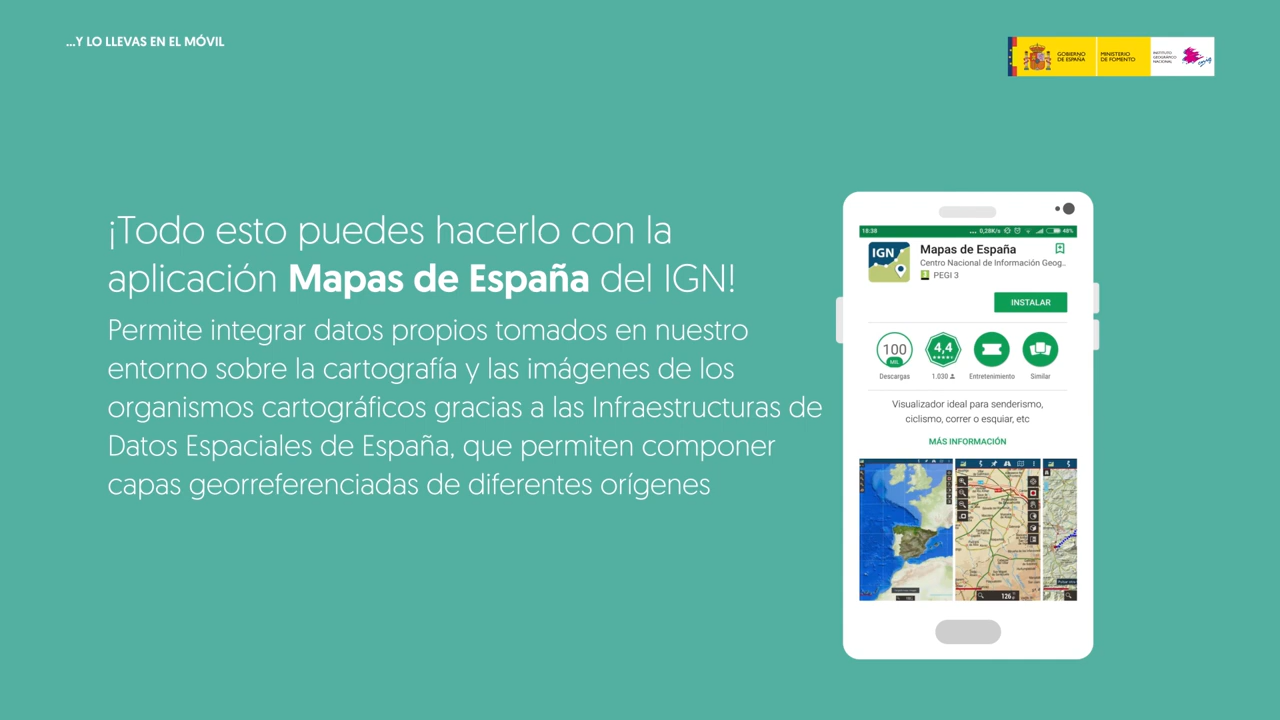 ...Y LO LLEVAS EN EL MÓVIL
GOBIERNO
DE ESPAÑA
MINISTERIO
DE FOMENTO
INSTITUTO
GEOGRÁFICO
NACIONAL
¡Todo esto puedes hacerlo con la
aplicación Mapas de España del IGN!
Permite integrar datos propios tomados en nuestro
entorno sobre la cartografía y las imágenes de los
organismos cartográficos gracias a las Infraestructuras de
Datos Espaciales de España, que permiten componer
capas georreferenciadas de diferentes orígenes
18:38 ... 0,28K/s 48%
IGN
Mapas de España
Centro Nacional de Información Geog..
3 PEGI 3
INSTALAR
100
MIL
4,4
Descargas 1.030 Entretenimiento Similar
Visualizador ideal para senderismo,
ciclismo, correr o esquiar, etc
MÁS INFORMACIÓN
126